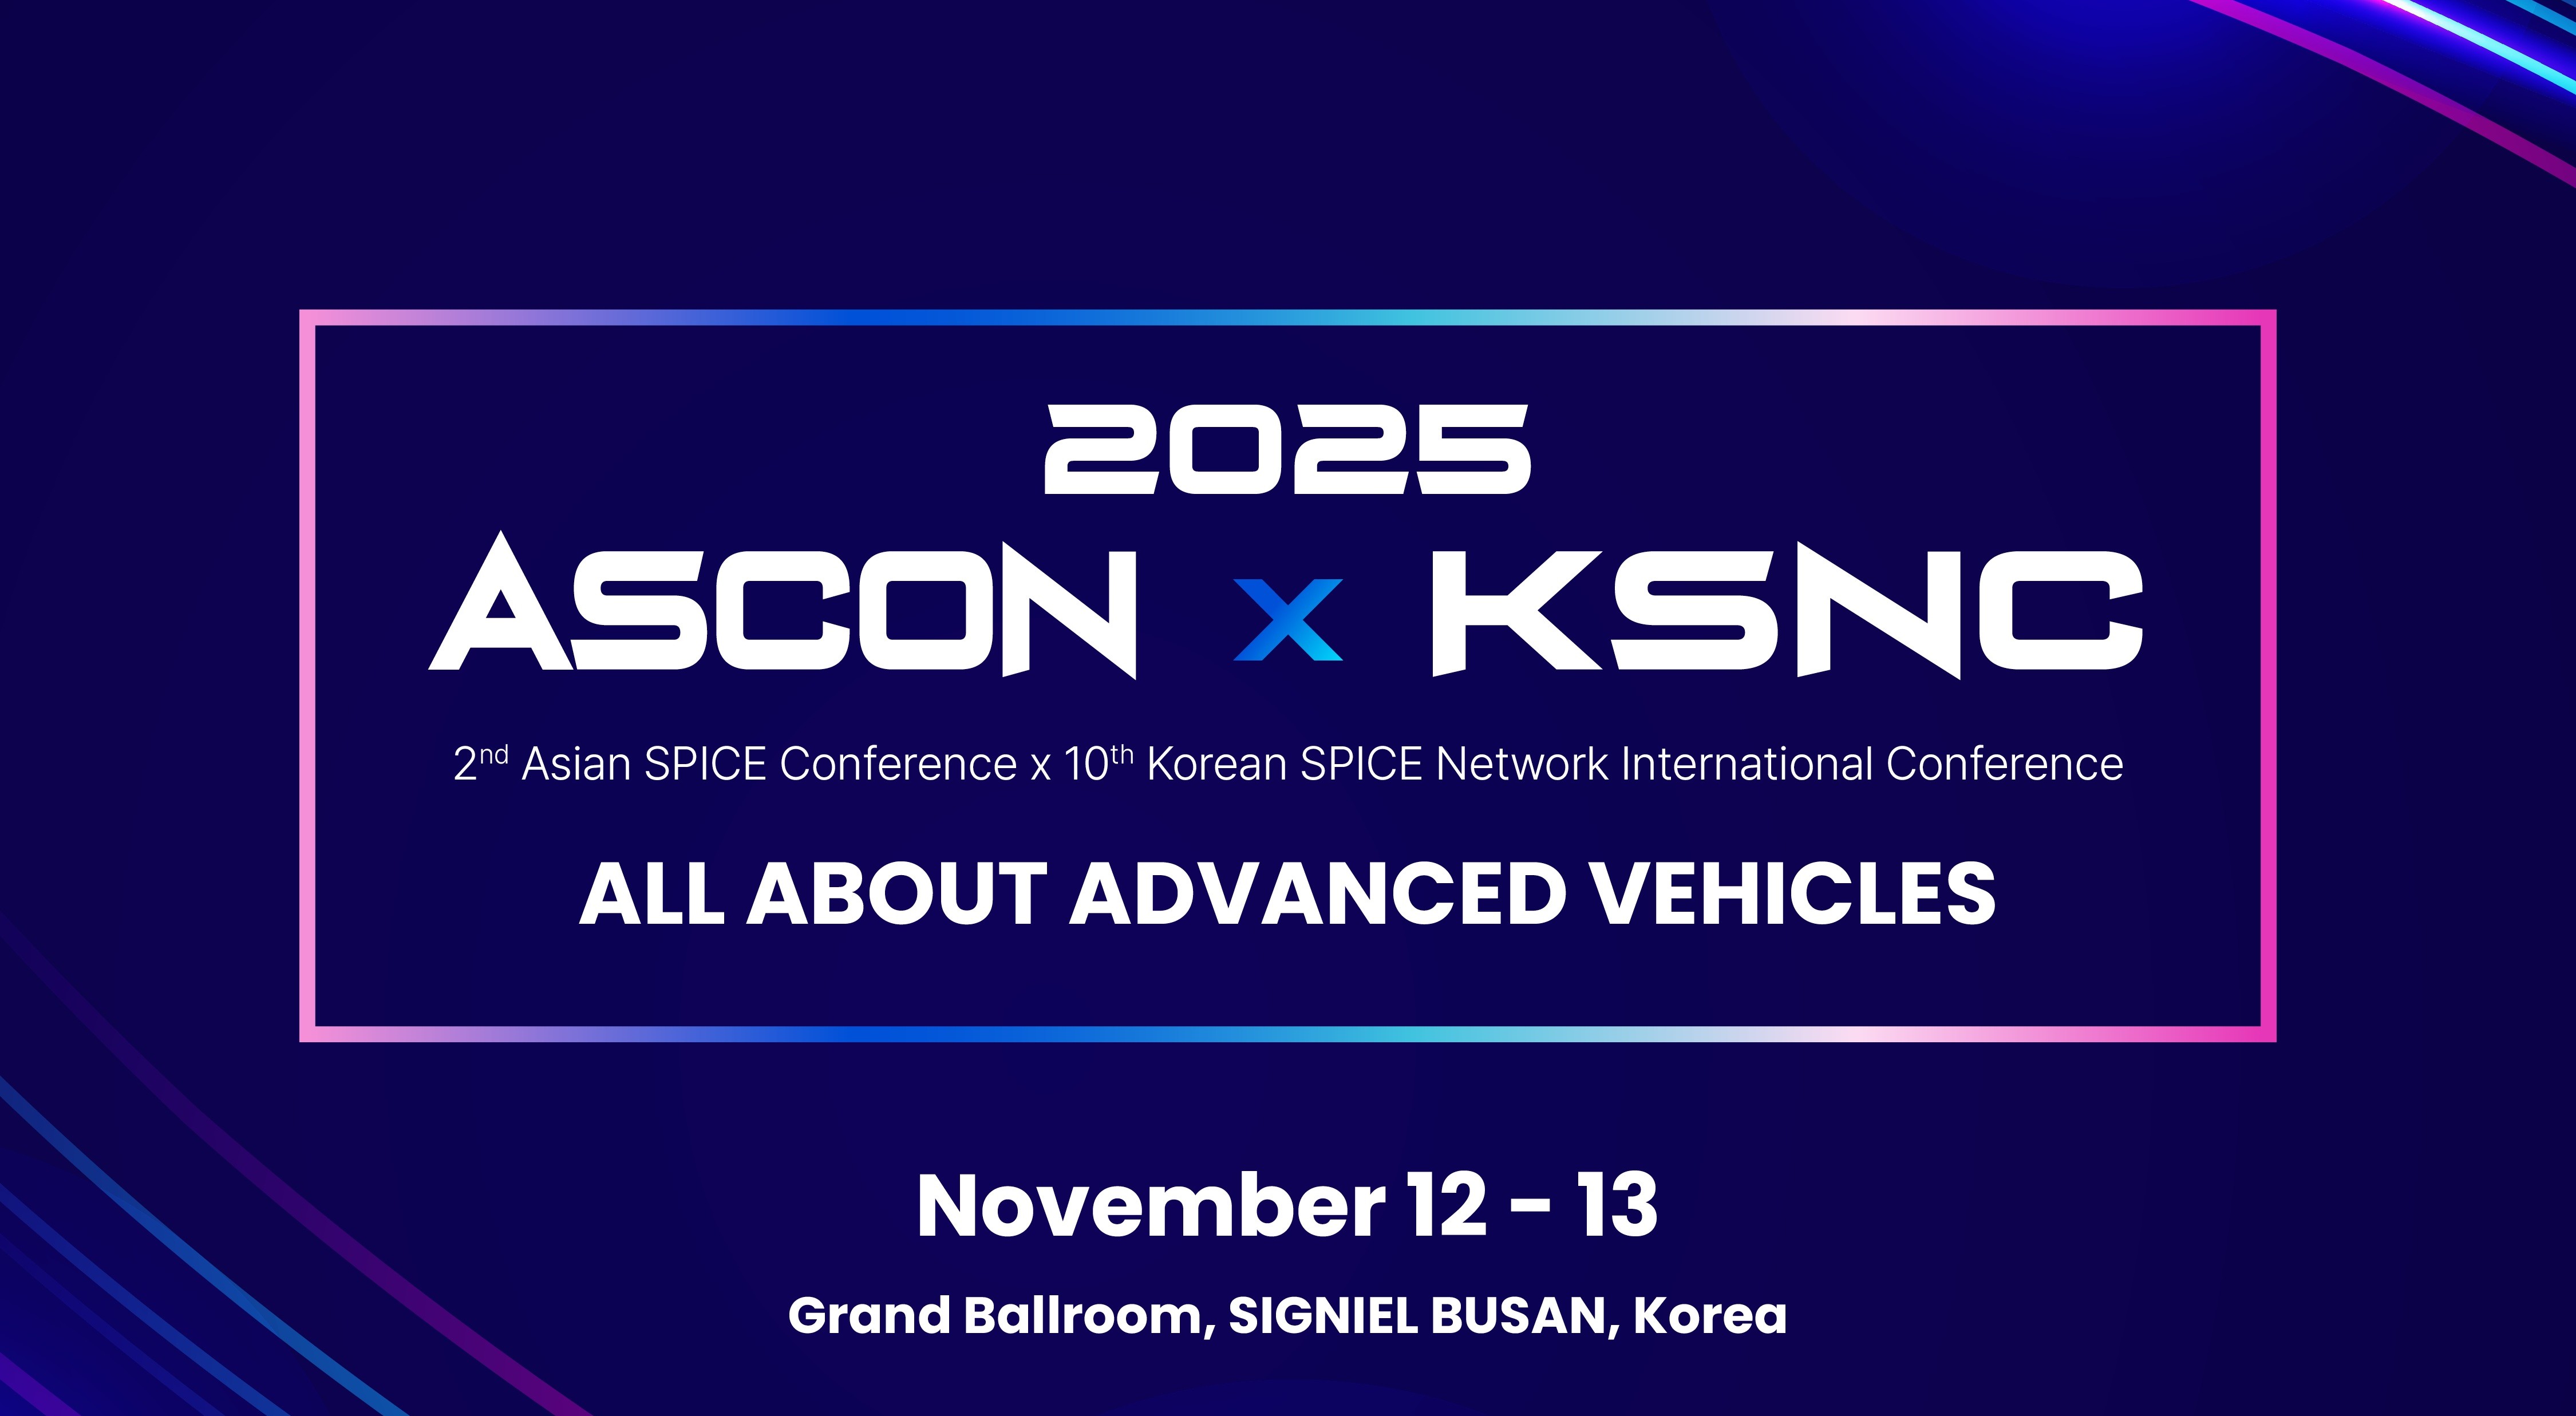 2025
ASCON x KSNC
2nd Asian SPICE Conference x 10th Korean SPICE Network International Conference
ALL ABOUT ADVANCED VEHICLES
November 12 - 13
Grand Ballroom, SIGNIEL BUSAN, Korea